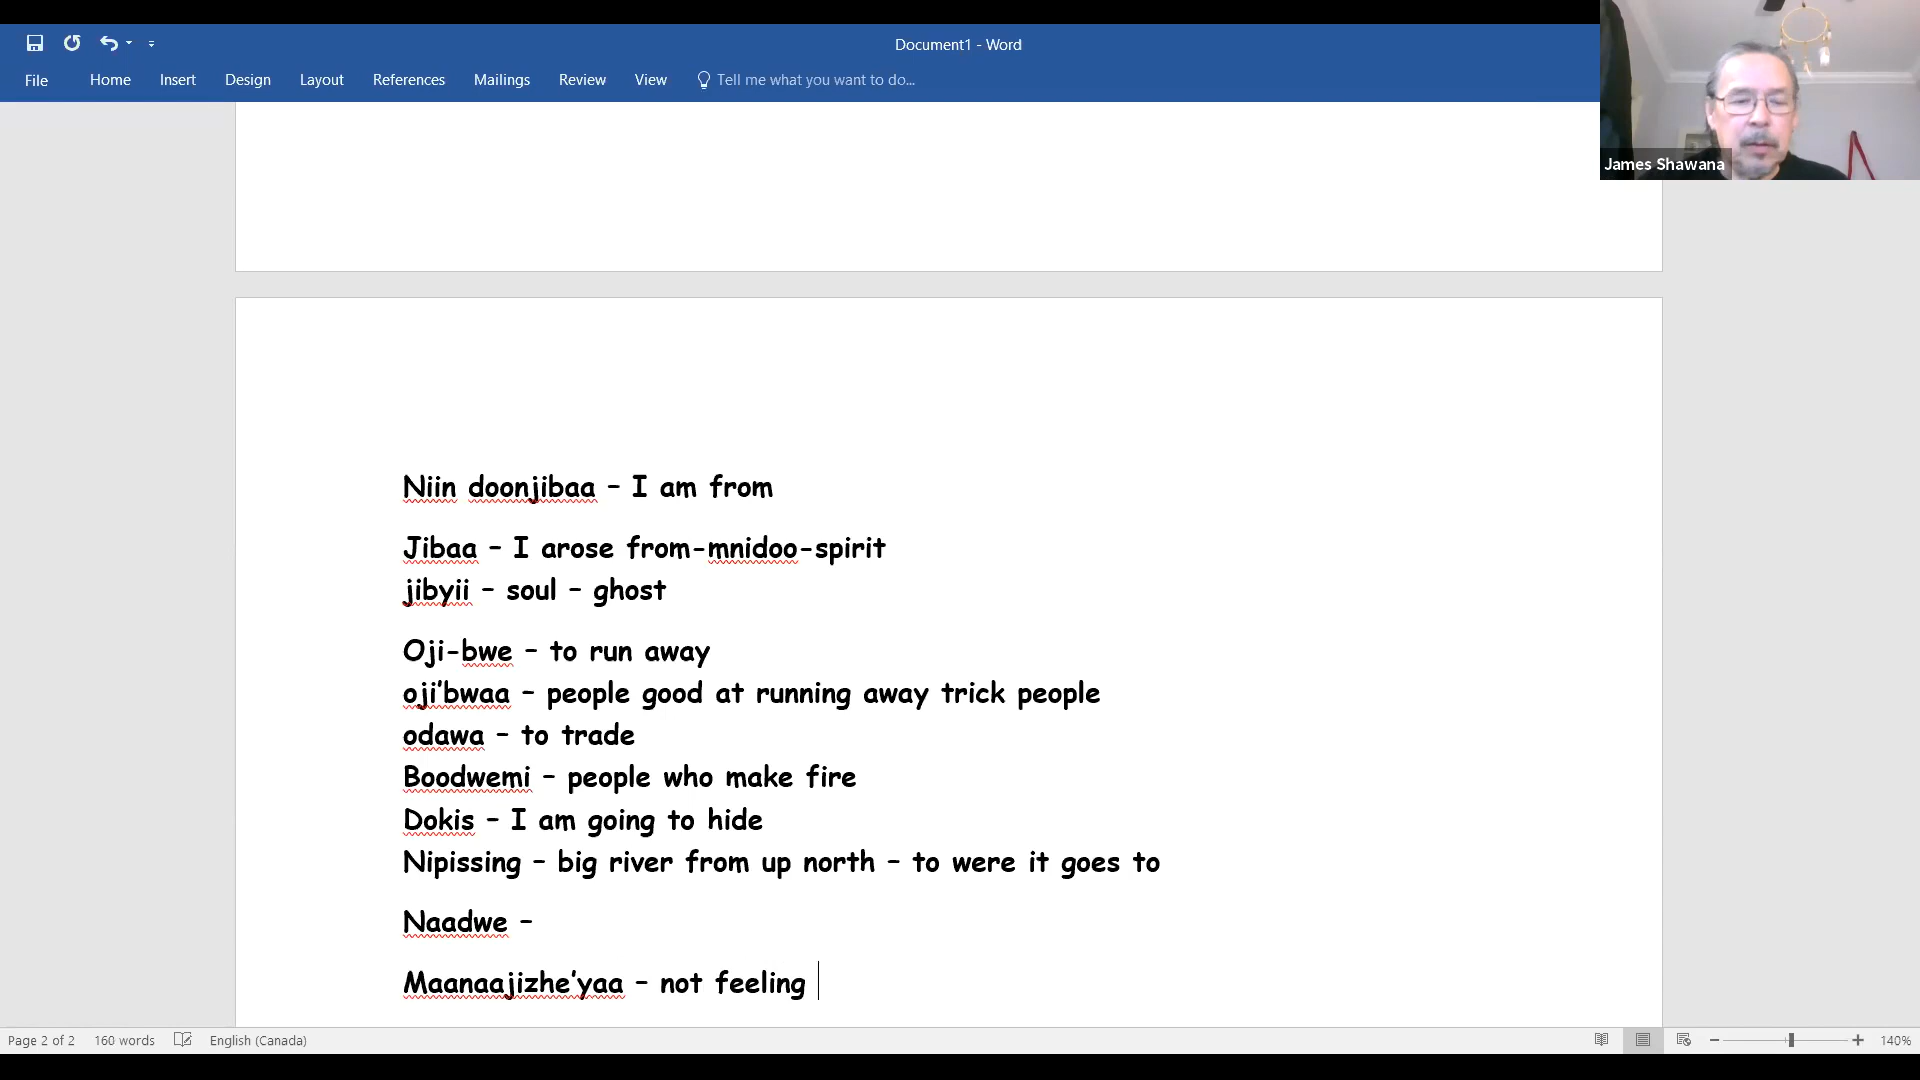 Document1 - Word
File Home Insert Design Layout References Mailings Review View Tell me what you want to do...
James Shawana
Niin doonjibaa – I am from
Jibaa – I arose from-mnidoo-spirit
jibyii – soul – ghost
Oji-bwe – to run away
oji’bwaa – people good at running away trick people
odawa – to trade
Boodwemi – people who make fire
Dokis – I am going to hide
Nipissing – big river from up north – to were it goes to
Naadwe –
Maanaajizhe’yaa – not feeling
Page 2 of 2 160 words English (Canada) 140%